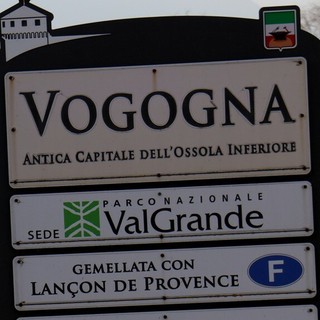 VOGOGNA
ANTICA CAPITALE DELL'OSSOLA INFERIORE
PARCO NAZIONALE
SEDE ValGrande
GEMELLATA CON
LANÇON DE PROVENCE
F